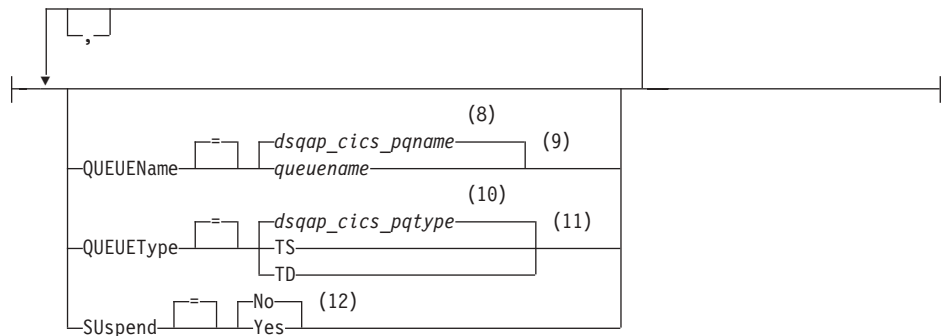 ,
(8)
= dsqap_cics_pqname (9)
QUEUEName queuename
(10)
= dsqap_cics_pqtype (11)
QUEUEType TS
TD
= No (12)
SUspend Yes